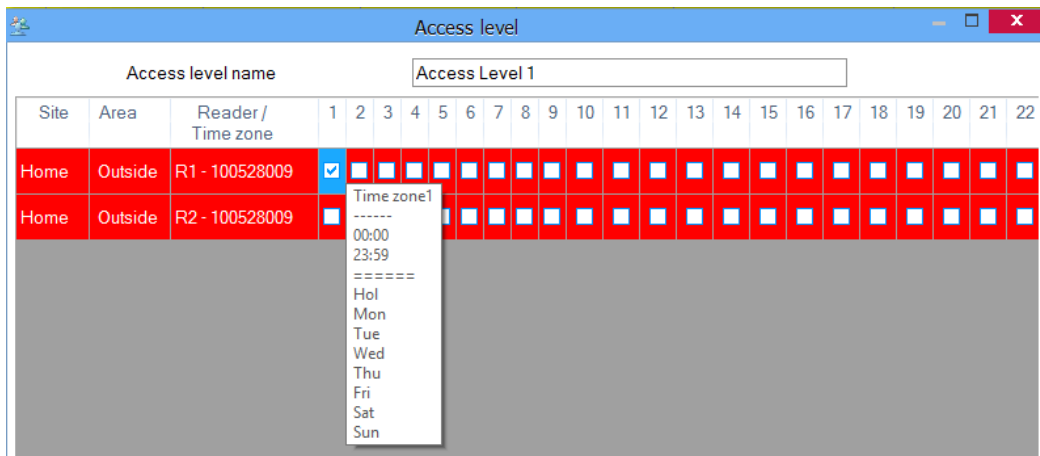 Access level
Access level name Access Level 1
Site Area Reader / Time zone 1 2 3 4 5 6 7 8 9 10 11 12 13 14 15 16 17 18 19 20 21 22
Home Outside R1 - 100528009
Home Outside R2 - 100528009
Time zone1
------
00:00
23:59
======
Hol
Mon
Tue
Wed
Thu
Fri
Sat
Sun